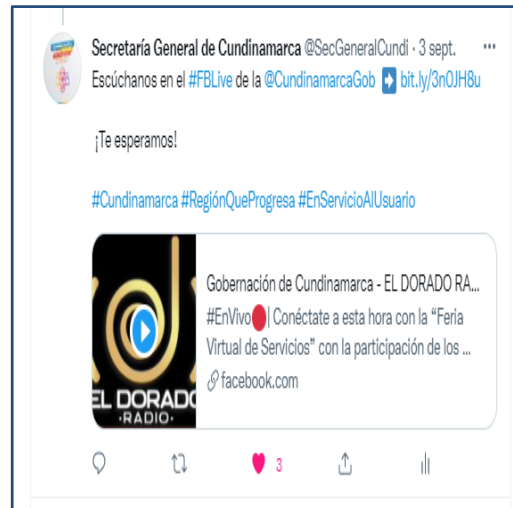 Secretaría General de Cundinamarca @SecGeneralCundi · 3 sept. ···
Escúchanos en el #FBLive de la @CundinamarcaGob ➡ bit.ly/3n0JH8u
¡Te esperamos!
#Cundinamarca #RegiónQueProgresa #EnServicioAlUsuario
EL DORADO
·RADIO·
Gobernación de Cundinamarca - EL DORADO RA...
#EnVivo🔴| Conéctate a esta hora con la “Feria
Virtual de Servicios” con la participación de los ...
facebook.com
3